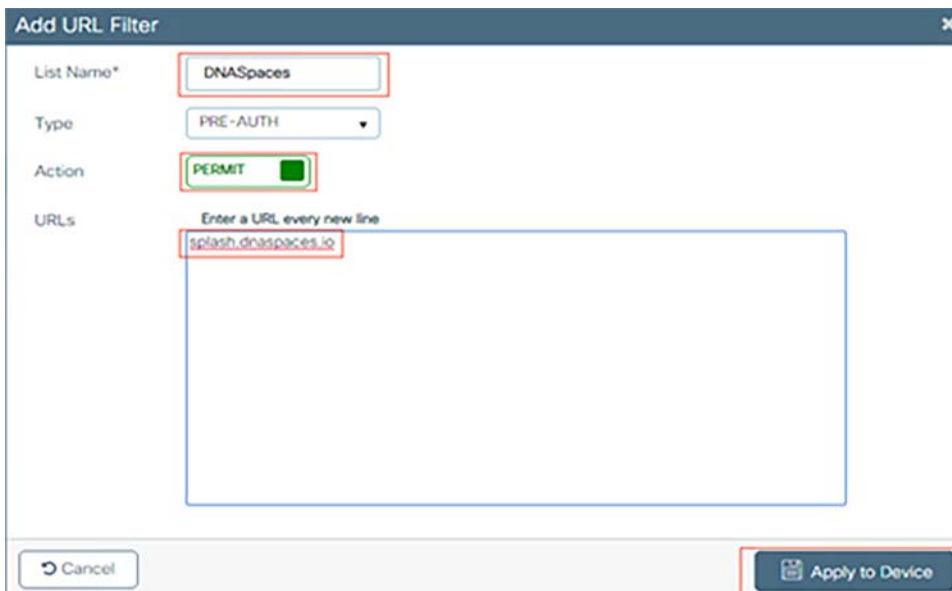 Add URL Filter
List Name* DNASpaces
Type PRE-AUTH
Action PERMIT
URLs Enter a URL every new line
splash.dnaspaces.io
Cancel Apply to Device